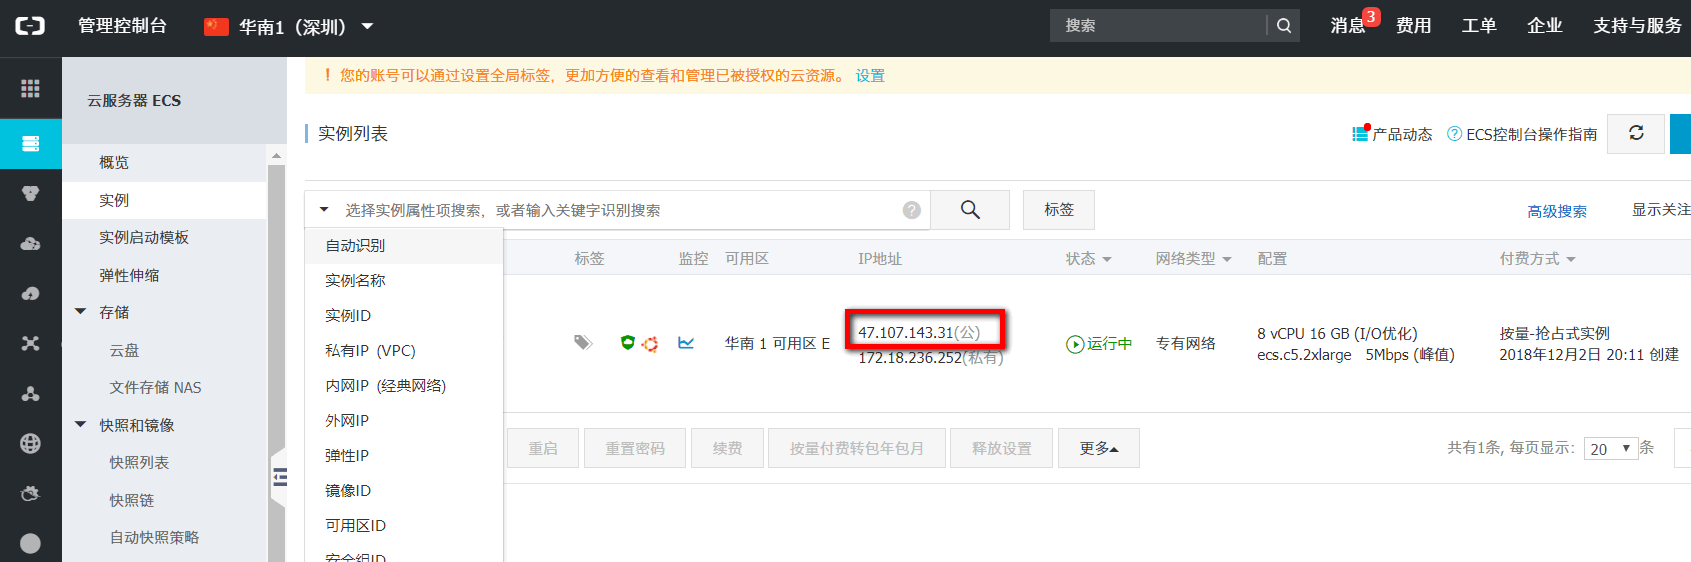 管理控制台
华南1（深圳）
搜索
消息
3
费用
工单
企业
支持与服务
! 您的账号可以通过设置全局标签，更加方便的查看和管理已被授权的云资源。 设置
云服务器 ECS
概览
实例
实例启动模板
弹性伸缩
存储
云盘
文件存储 NAS
快照和镜像
快照列表
快照链
自动快照策略
实例列表
产品动态
ECS控制台操作指南
选择实例属性项搜索，或者输入关键字识别搜索
标签
高级搜索
显示关注
自动识别
实例名称
实例ID
私有IP (VPC)
内网IP (经典网络)
外网IP
弹性IP
镜像ID
可用区ID
安全组ID
标签 监控 可用区 IP地址 状态 网络类型 配置 付费方式
华南 1 可用区 E
47.107.143.31(公)
172.18.236.252(私有)
运行中
专有网络
8 vCPU 16 GB (I/O优化)
ecs.c5.2xlarge 5Mbps (峰值)
按量-抢占式实例
2018年12月2日 20:11 创建
重启
重置密码
续费
按量付费转包年包月
释放设置
更多
共有1条, 每页显示: 20 条